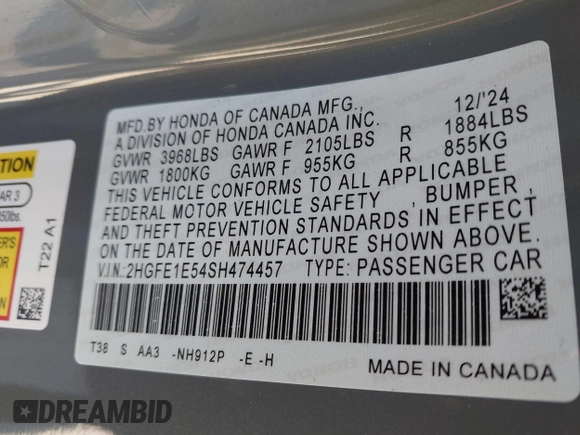 MFD.BY HONDA OF CANADA MFG., 12/'24
A DIVISION OF HONDA CANADA INC.
GVWR 3968LBS GAWR F 2105LBS R 1884LBS
GVWR 1800KG GAWR F 955KG R 855KG
THIS VEHICLE CONFORMS TO ALL APPLICABLE
FEDERAL MOTOR VEHICLE SAFETY , BUMPER ,
AND THEFT PREVENTION STANDARDS IN EFFECT
ON THE DATE OF MANUFACTURE SHOWN ABOVE.
V.I.N.:2HGFE1E54SH474457 TYPE: PASSENGER CAR
T38 S AA3 -NH912P -E -H
MADE IN CANADA
T22 A1
DREAMBID